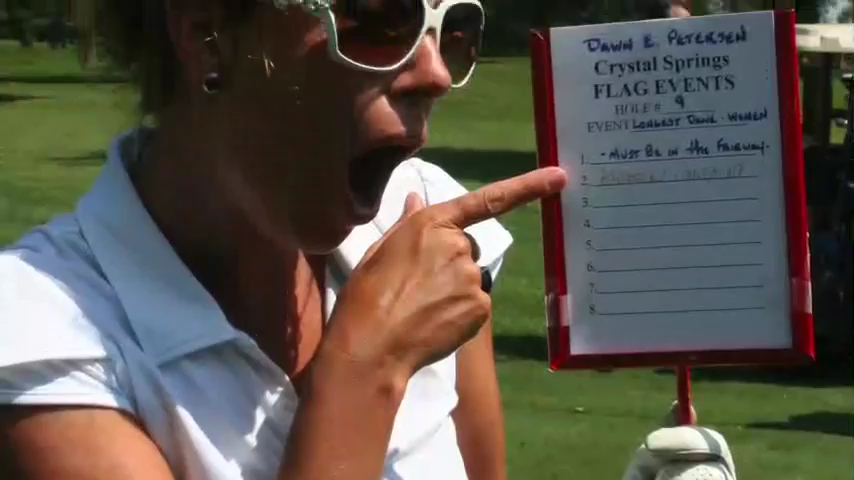 DAWN E. PETERSEN
Crystal Springs
FLAG EVENTS
HOLE # 9
EVENT LONGEST DRIVE - WOMEN
1. • MUST BE IN the FAIRWAY.
2.
3.
4.
5.
6.
7.
8.